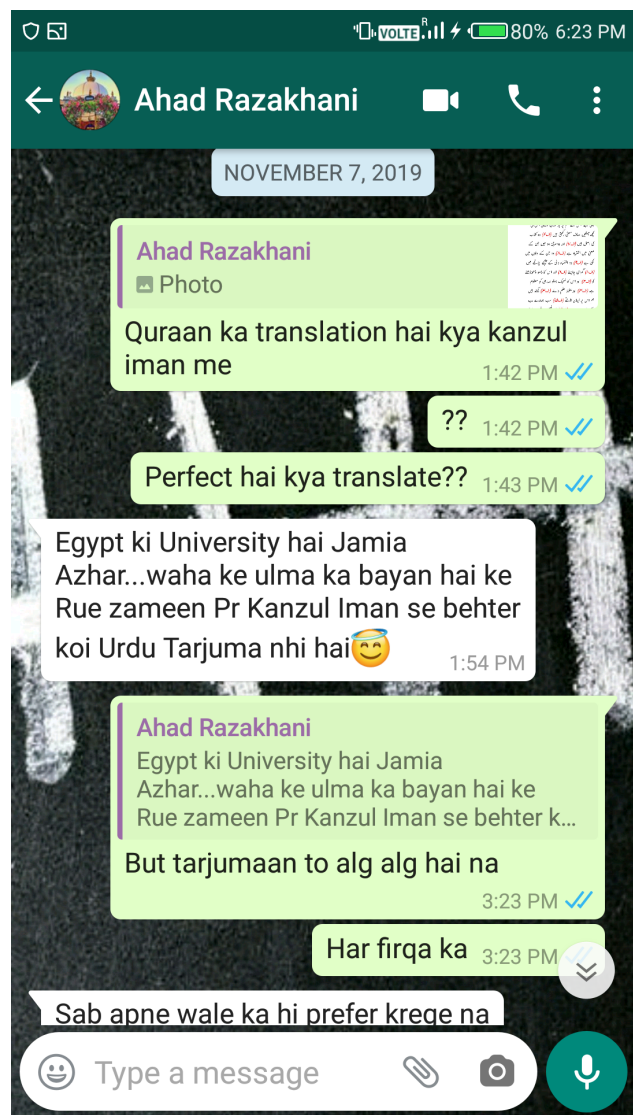 VOLTE R 80% 6:23 PM
Ahad Razakhani
NOVEMBER 7, 2019
Ahad Razakhani
Photo
Quraan ka translation hai kya kanzul
iman me
1:42 PM
?? 1:42 PM
Perfect hai kya translate?? 1:43 PM
Egypt ki University hai Jamia
Azhar...waha ke ulma ka bayan hai ke
Rue zameen Pr Kanzul Iman se behter
koi Urdu Tarjuma nhi hai😇
1:54 PM
Ahad Razakhani
Egypt ki University hai Jamia
Azhar...waha ke ulma ka bayan hai ke
Rue zameen Pr Kanzul Iman se behter k...
But tarjumaan to alg alg hai na
3:23 PM
Har firqa ka 3:23 PM
Sab apne wale ka hi prefer krege na
Type a message